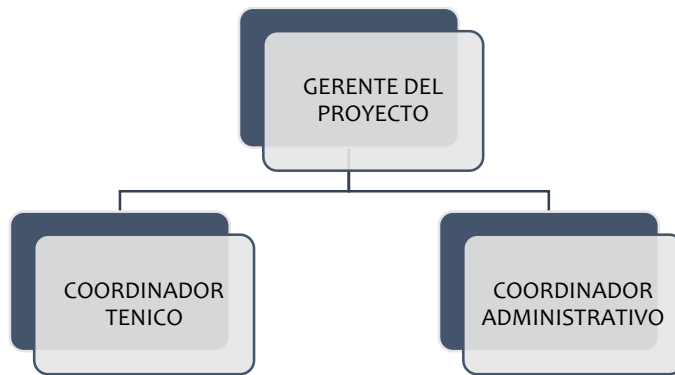 GERENTE DEL
PROYECTO
COORDINADOR
TENICO
COORDINADOR
ADMINISTRATIVO